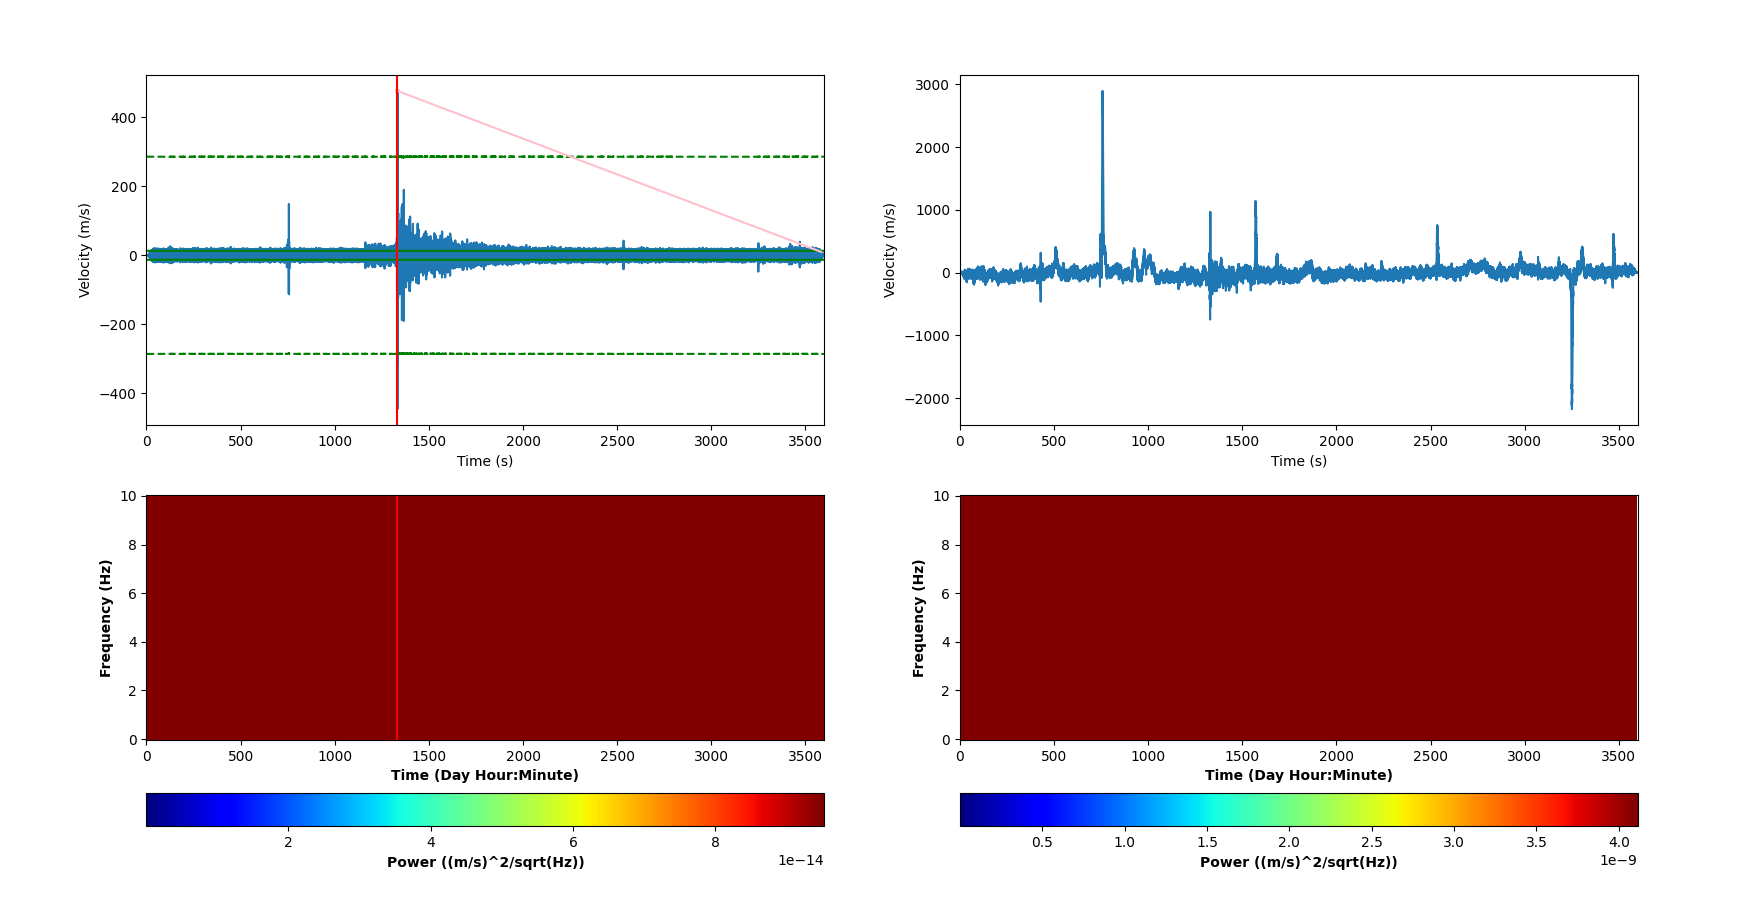 400
200
0
−200
−400
Velocity (m/s)
0 500 1000 1500 2000 2500 3000 3500
Time (s)
3000
2000
1000
0
−1000
−2000
Velocity (m/s)
0 500 1000 1500 2000 2500 3000 3500
Time (s)
10
8
6
4
2
0
Frequency (Hz)
0 500 1000 1500 2000 2500 3000 3500
Time (Day Hour:Minute)
2 4 6 8
1e−14
Power ((m/s)^2/sqrt(Hz))
10
8
6
4
2
0
Frequency (Hz)
0 500 1000 1500 2000 2500 3000 3500
Time (Day Hour:Minute)
0.5 1.0 1.5 2.0 2.5 3.0 3.5 4.0
1e−9
Power ((m/s)^2/sqrt(Hz))